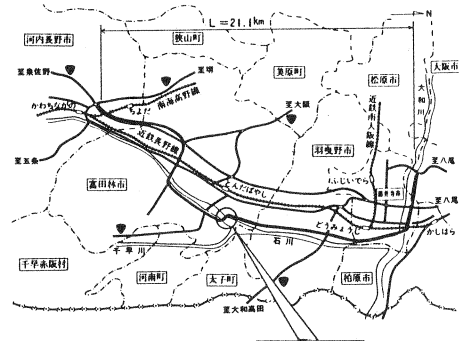 L=21.1km
N
河内長野市
狭山町
美原町
松原市
大阪市
至泉佐野
至堺
至大阪
大和川
ちよだ
南海高野線
近鉄南大阪線
かわちながの
近鉄長野線
羽曳野市
至八尾
至五条
富田林市
とんだばやし
ふじいでら
至八尾
どうみょうじ
かしはら
石川
千早川
千早赤阪村
河南町
太子町
柏原市
至大和高田